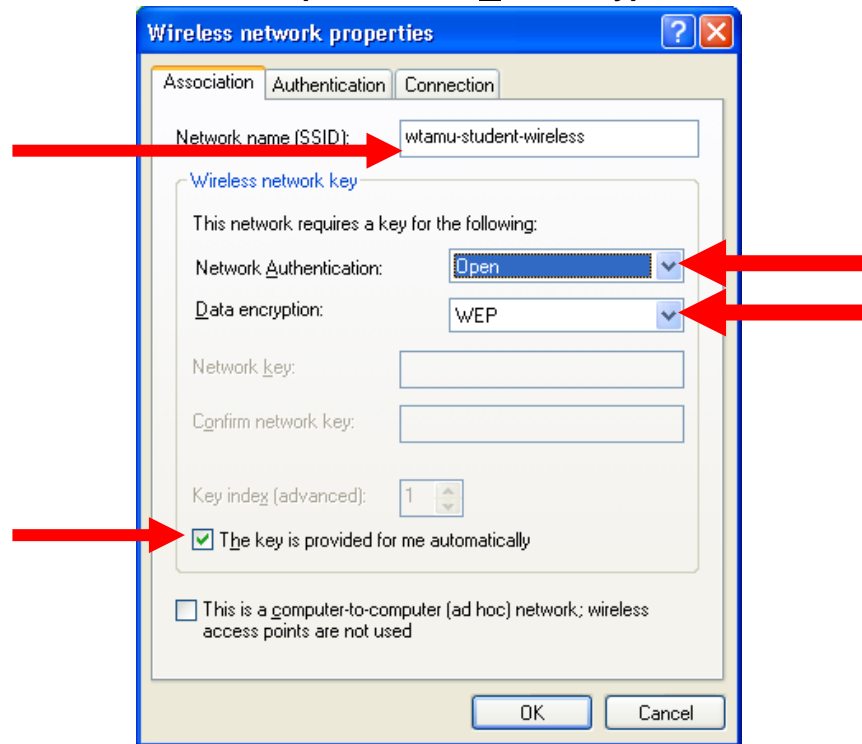 Wireless network properties
Association Authentication Connection
Network name (SSID): wtamu-student-wireless
Wireless network key
This network requires a key for the following:
Network Authentication: Open
Data encryption: WEP
Network key:
Confirm network key:
Key index (advanced): 1
The key is provided for me automatically
This is a computer-to-computer (ad hoc) network; wireless
access points are not used
OK Cancel